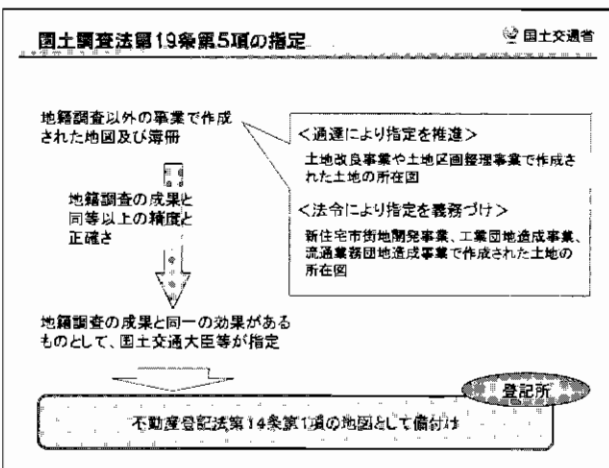 国土調査法第19条第5項の指定
国土交通省
地籍調査以外の事業で作成
された地図及び簿冊
＜通達により指定を推進＞
土地改良事業や土地区画整理事業で作成さ
れた土地の所在図
＜法令により指定を義務づけ＞
新住宅市街地開発事業、工業団地造成事業、
流通業務団地造成事業で作成された土地の
所在図
地籍調査の成果と
同等以上の精度と
正確さ
地籍調査の成果と同一の効果がある
ものとして、国土交通大臣等が指定
登記所
不動産登記法第14条第1項の地図として備付け